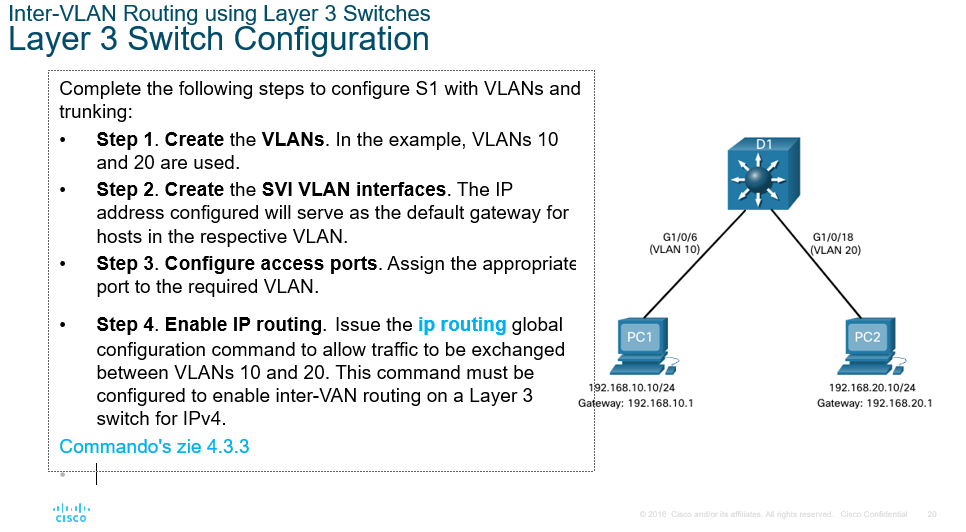 Inter-VLAN Routing using Layer 3 Switches
Layer 3 Switch Configuration
Complete the following steps to configure S1 with VLANs and
trunking:
• Step 1. Create the VLANs. In the example, VLANs 10
and 20 are used.
• Step 2. Create the SVI VLAN interfaces. The IP
address configured will serve as the default gateway for
hosts in the respective VLAN.
• Step 3. Configure access ports. Assign the appropriate
port to the required VLAN.
• Step 4. Enable IP routing. Issue the ip routing global
configuration command to allow traffic to be exchanged
between VLANs 10 and 20. This command must be
configured to enable inter-VAN routing on a Layer 3
switch for IPv4.
Commando's zie 4.3.3
D1
G1/0/6
(VLAN 10)
G1/0/18
(VLAN 20)
PC1
PC2
192.168.10.10/24
Gateway: 192.168.10.1
192.168.20.10/24
Gateway: 192.168.20.1
CISCO
© 2016 Cisco and/or its affiliates. All rights reserved. Cisco Confidential
20